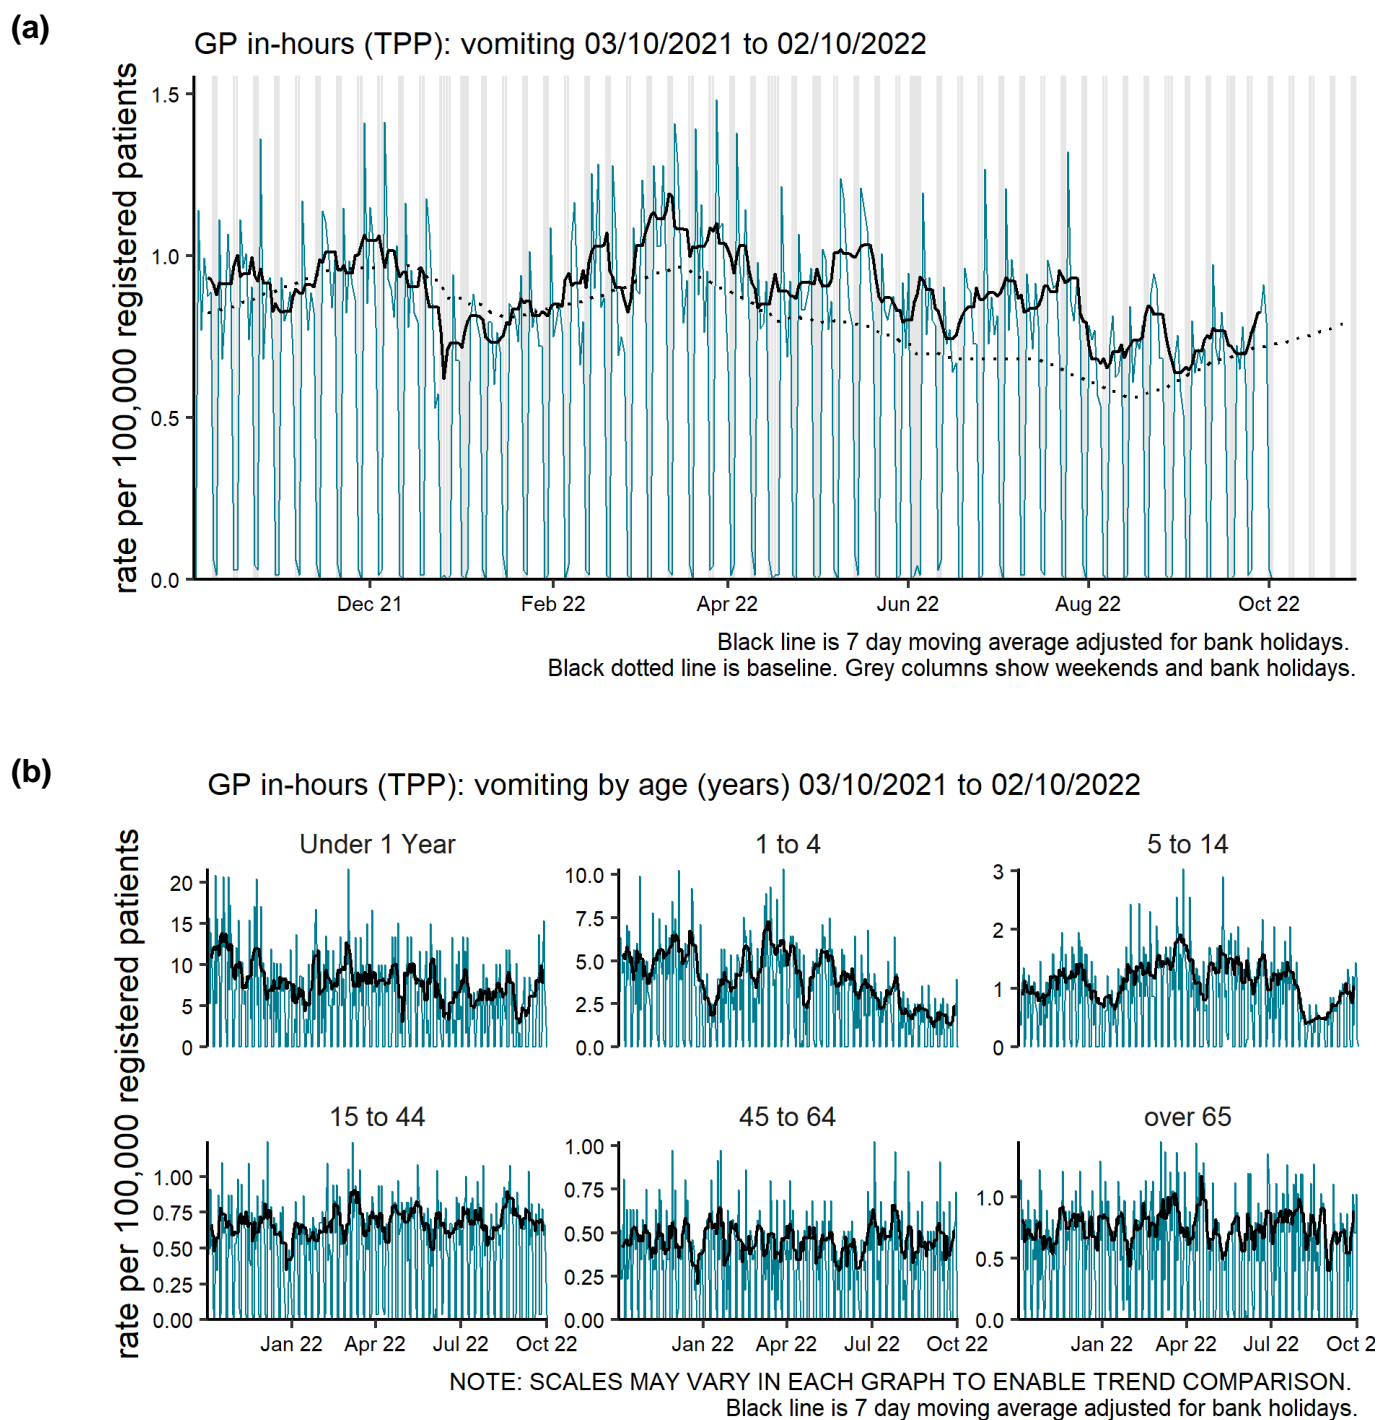 (a)
GP in-hours (TPP): vomiting 03/10/2021 to 02/10/2022
rate per 100,000 registered patients
1.5
1.0
0.5
0.0
Dec 21 Feb 22 Apr 22 Jun 22 Aug 22 Oct 22
Black line is 7 day moving average adjusted for bank holidays.
Black dotted line is baseline. Grey columns show weekends and bank holidays.
(b)
GP in-hours (TPP): vomiting by age (years) 03/10/2021 to 02/10/2022
rate per 100,000 registered patients
Under 1 Year
20
15
10
5
0
1 to 4
10.0
7.5
5.0
2.5
0.0
5 to 14
3
2
1
0
15 to 44
1.00
0.75
0.50
0.25
0.00
Jan 22 Apr 22 Jul 22 Oct 22
45 to 64
1.00
0.75
0.50
0.25
0.00
Jan 22 Apr 22 Jul 22 Oct 22
over 65
1.0
0.5
0.0
Jan 22 Apr 22 Jul 22 Oct 2
NOTE: SCALES MAY VARY IN EACH GRAPH TO ENABLE TREND COMPARISON.
Black line is 7 day moving average adjusted for bank holidays.